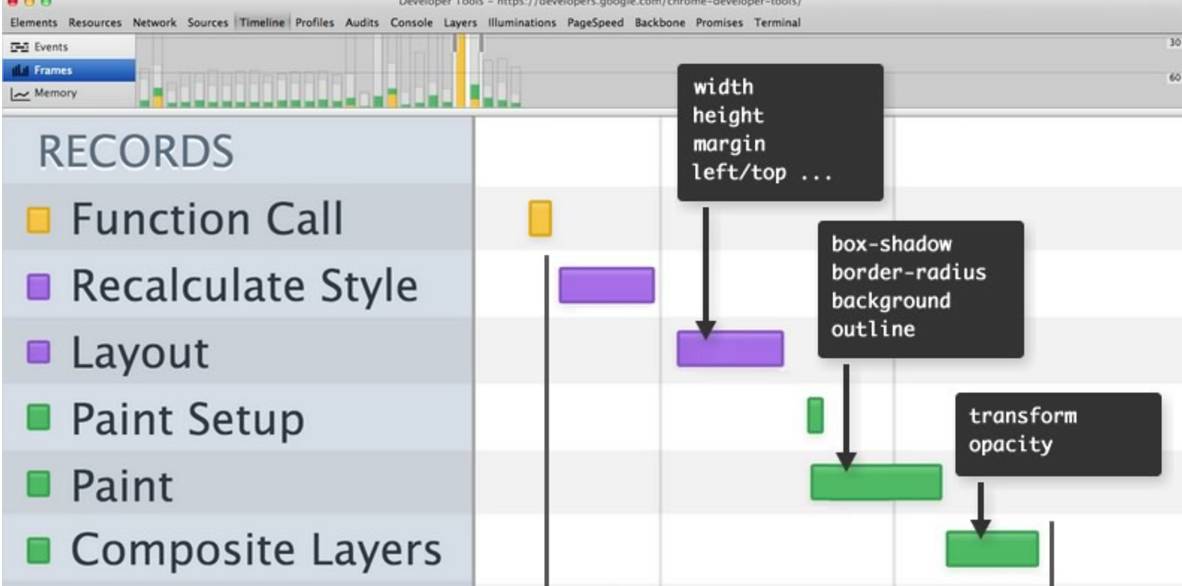 Developer Tools - https://developers.google.com/chrome-developer-tools/
Elements Resources Network Sources Timeline Profiles Audits Console Layers Illuminations PageSpeed Backbone Promises Terminal
Events
Frames
Memory
30
60
RECORDS
Function Call
Recalculate Style
Layout
Paint Setup
Paint
Composite Layers
width
height
margin
left/top ...
box-shadow
border-radius
background
outline
transform
opacity